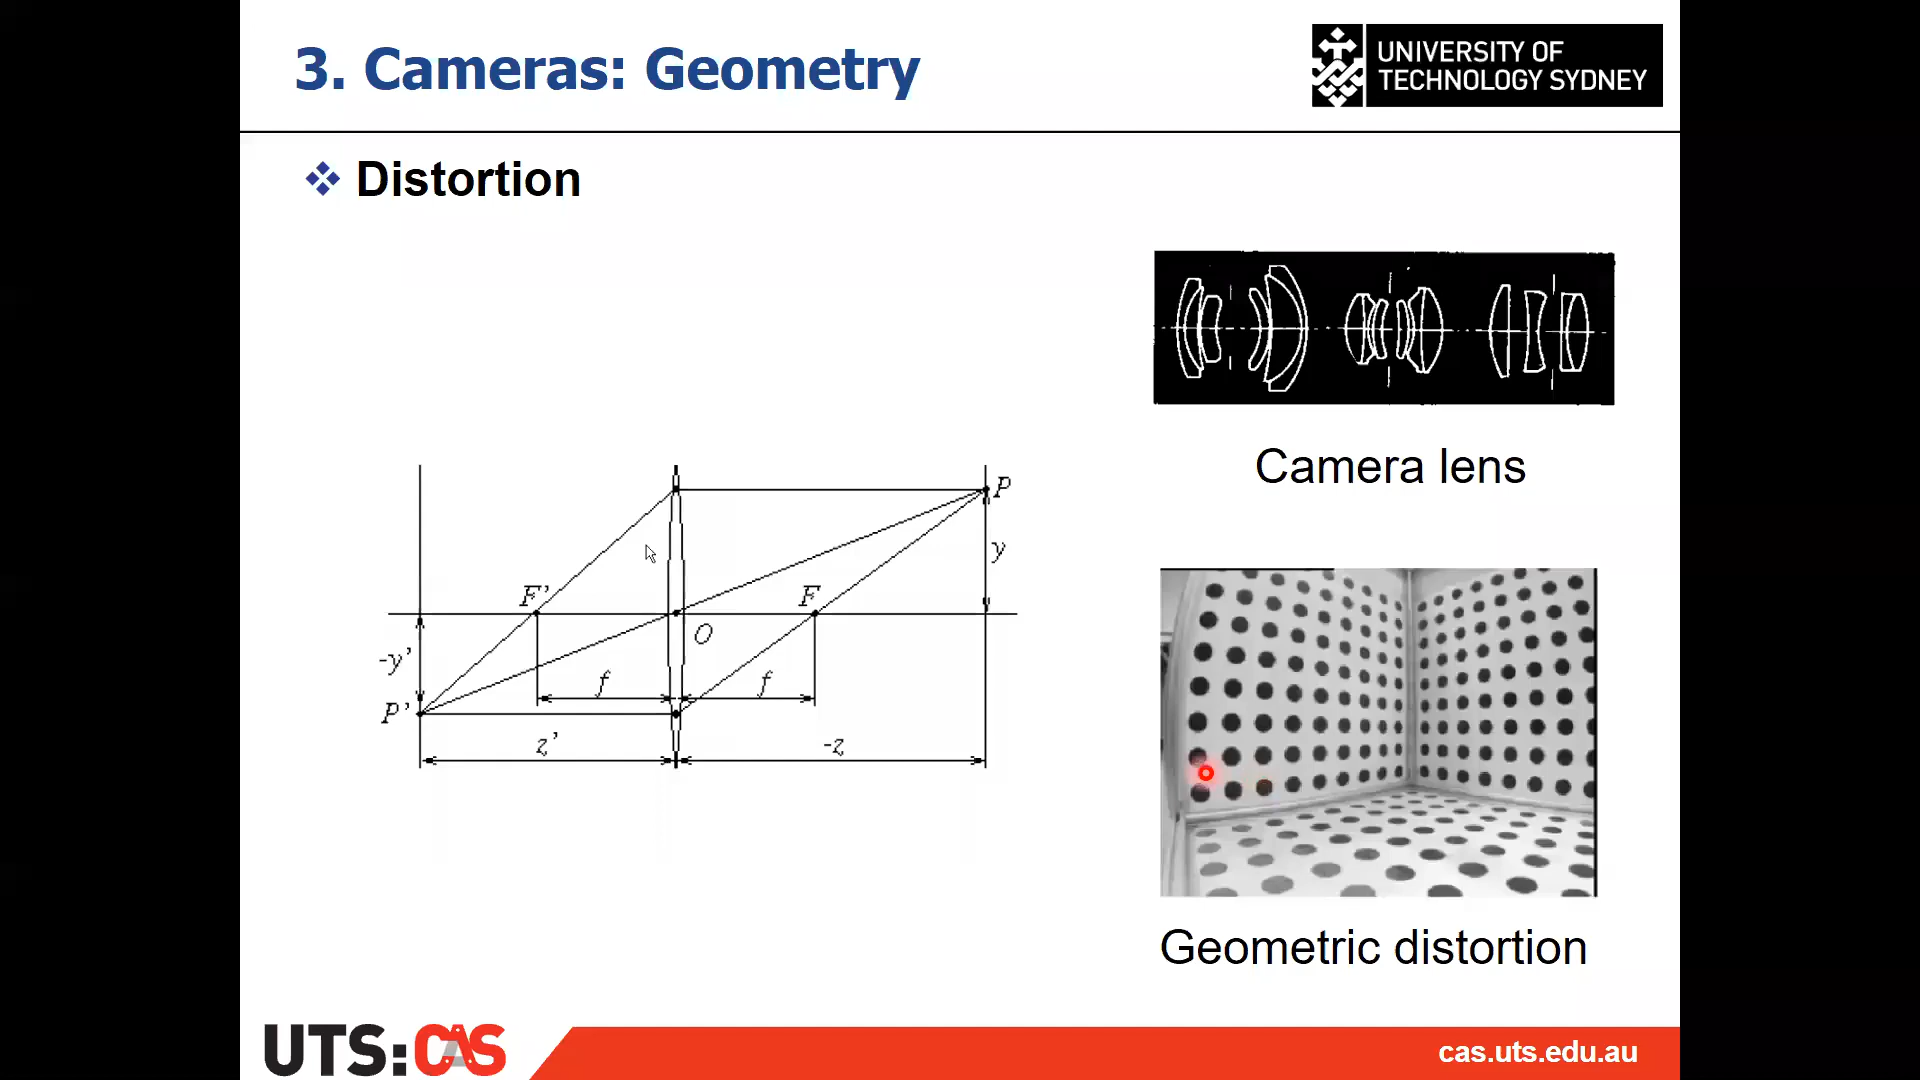 3. Cameras: Geometry
UNIVERSITY OF
TECHNOLOGY SYDNEY
Distortion
Camera lens
P
y
F'
F
O
-y'
f
f
P'
z'
-z
Geometric distortion
UTS:CAS
cas.uts.edu.au